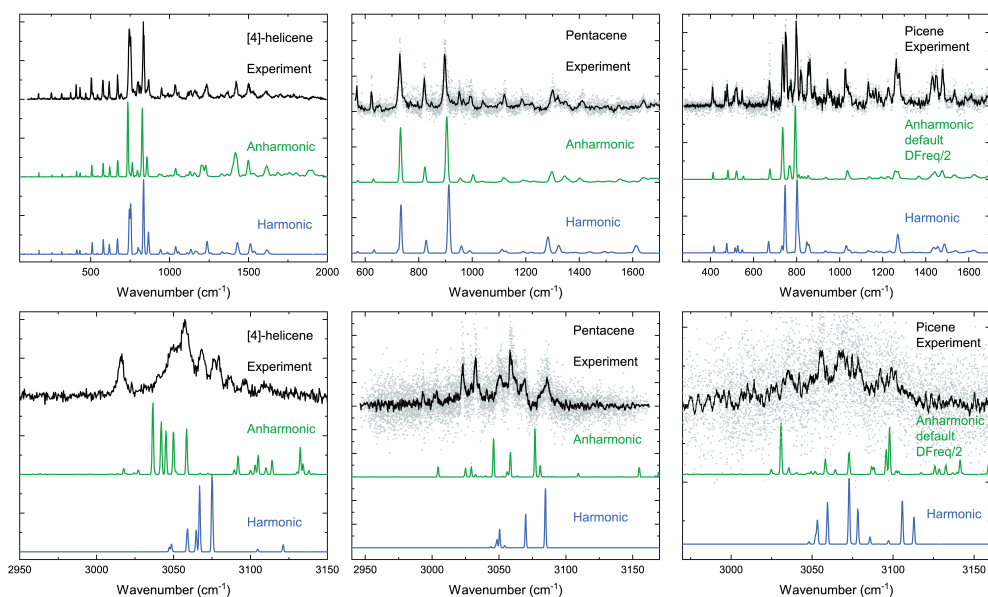 [4]-helicene
Experiment
Anharmonic
Harmonic
500 1000 1500 2000
Wavenumber (cm-1)
Pentacene
Experiment
Anharmonic
Harmonic
600 800 1000 1200 1400 1600
Wavenumber (cm-1)
Picene
Experiment
Anharmonic
default
DFreq/2
Harmonic
400 600 800 1000 1200 1400 1600
Wavenumber (cm-1)
[4]-helicene
Experiment
Anharmonic
Harmonic
2950 3000 3050 3100 3150
Wavenumber (cm-1)
Pentacene
Experiment
Anharmonic
Harmonic
2950 3000 3050 3100 3150
Wavenumber (cm-1)
Picene
Experiment
Anharmonic
default
DFreq/2
Harmonic
3000 3050 3100 3150
Wavenumber (cm-1)